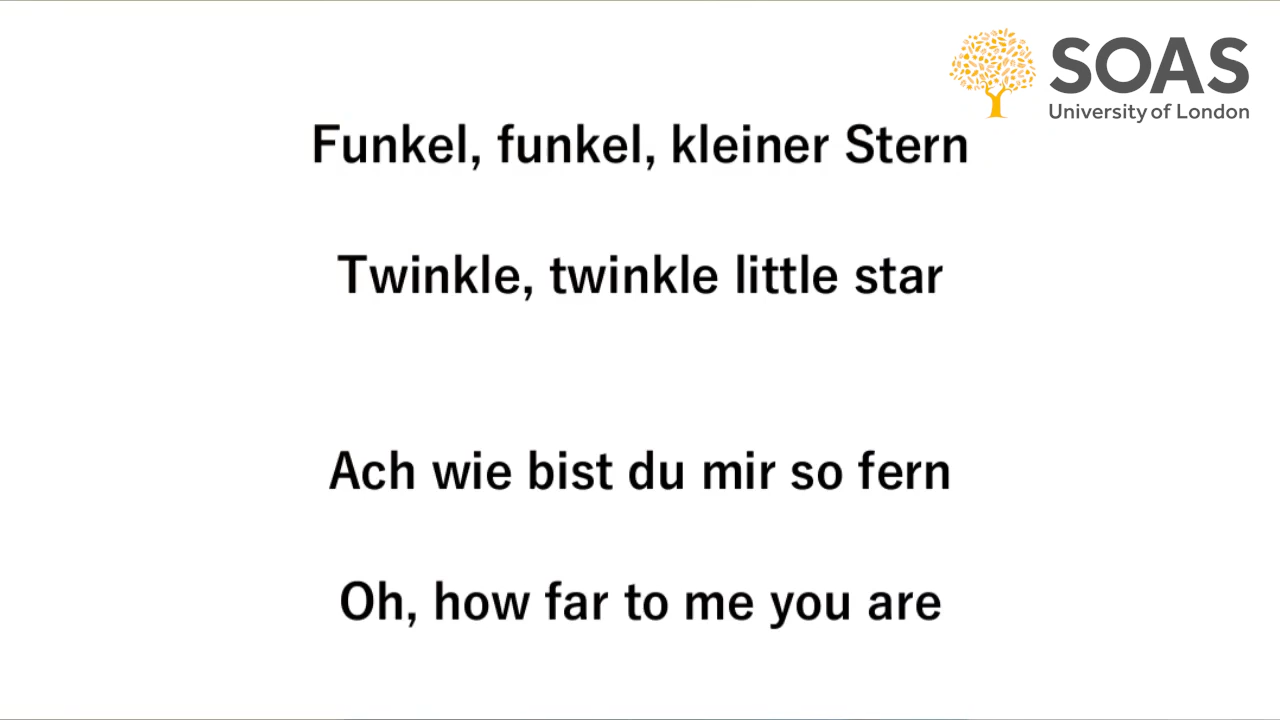 SOAS
University of London
Funkel, funkel, kleiner Stern
Twinkle, twinkle little star
Ach wie bist du mir so fern
Oh, how far to me you are